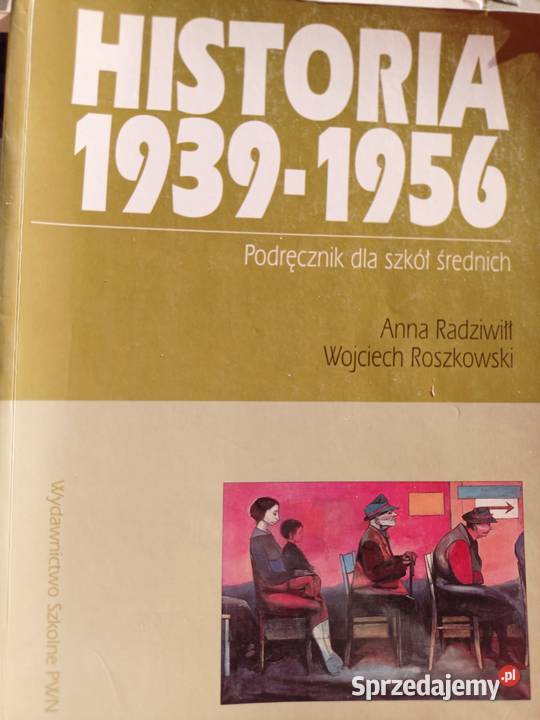 HISTORIA
1939-1956
Podręcznik dla szkół średnich
Anna Radziwiłł
Wojciech Roszkowski
Wydawnictwo Szkolne PWN
Sprzedajemy.pl